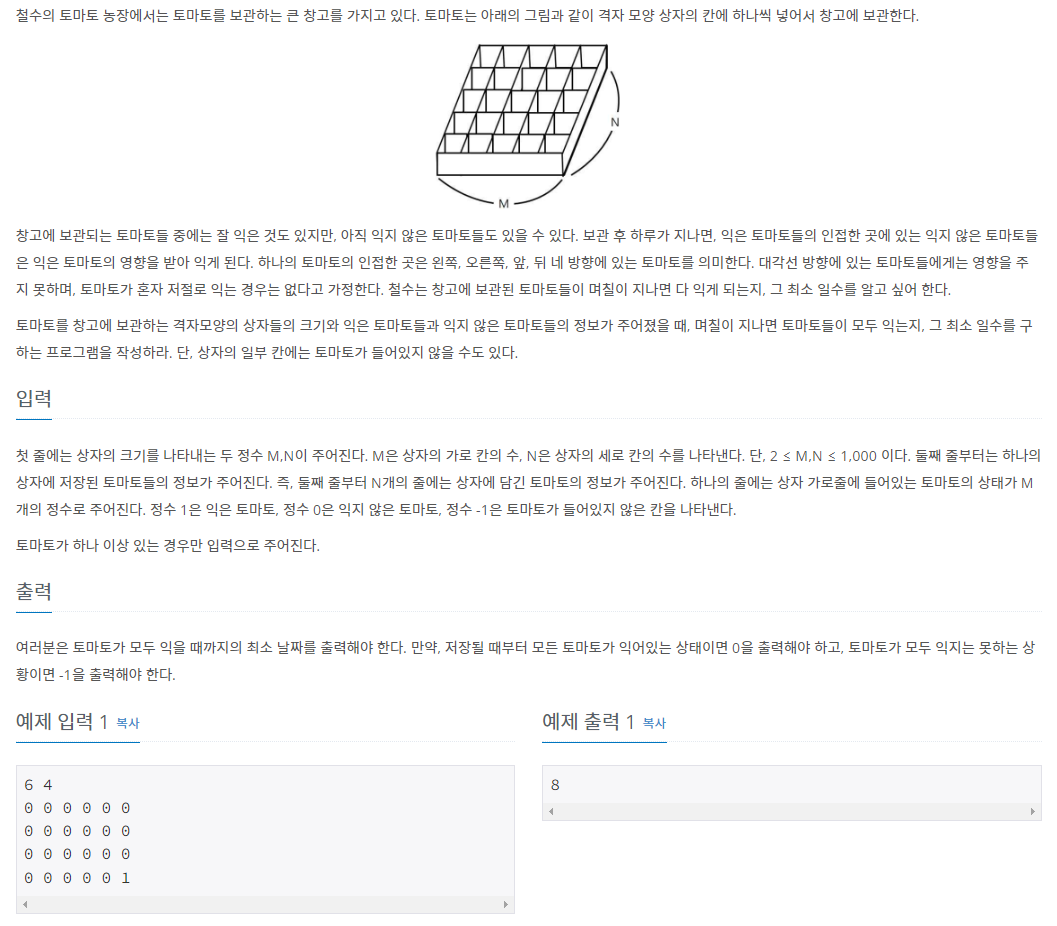 철수의 토마토 농장에서는 토마토를 보관하는 큰 창고를 가지고 있다. 토마토는 아래의 그림과 같이 격자 모양 상자의 칸에 하나씩 넣어서 창고에 보관한다.
N
M
창고에 보관되는 토마토들 중에는 잘 익은 것도 있지만, 아직 익지 않은 토마토들도 있을 수 있다. 보관 후 하루가 지나면, 익은 토마토들의 인접한 곳에 있는 익지 않은 토마토들
은 익은 토마토의 영향을 받아 익게 된다. 하나의 토마토의 인접한 곳은 왼쪽, 오른쪽, 앞, 뒤 네 방향에 있는 토마토를 의미한다. 대각선 방향에 있는 토마토들에게는 영향을 주
지 못하며, 토마토가 혼자 저절로 익는 경우는 없다고 가정한다. 철수는 창고에 보관된 토마토들이 며칠이 지나면 다 익게 되는지, 그 최소 일수를 알고 싶어 한다.
토마토를 창고에 보관하는 격자모양의 상자들의 크기와 익은 토마토들과 익지 않은 토마토들의 정보가 주어졌을 때, 며칠이 지나면 토마토들이 모두 익는지, 그 최소 일수를 구
하는 프로그램을 작성하라. 단, 상자의 일부 칸에는 토마토가 들어있지 않을 수도 있다.
입력
첫 줄에는 상자의 크기를 나타내는 두 정수 M,N이 주어진다. M은 상자의 가로 칸의 수, N은 상자의 세로 칸의 수를 나타낸다. 단, 2 ≤ M,N ≤ 1,000 이다. 둘째 줄부터는 하나의
상자에 저장된 토마토들의 정보가 주어진다. 즉, 둘째 줄부터 N개의 줄에는 상자에 담긴 토마토의 정보가 주어진다. 하나의 줄에는 상자 가로줄에 들어있는 토마토의 상태가 M
개의 정수로 주어진다. 정수 1은 익은 토마토, 정수 0은 익지 않은 토마토, 정수 -1은 토마토가 들어있지 않은 칸을 나타낸다.
토마토가 하나 이상 있는 경우만 입력으로 주어진다.
출력
여러분은 토마토가 모두 익을 때까지의 최소 날짜를 출력해야 한다. 만약, 저장될 때부터 모든 토마토가 익어있는 상태이면 0을 출력해야 하고, 토마토가 모두 익지는 못하는 상
황이면 -1을 출력해야 한다.
예제 입력 1 복사
6 4
0 0 0 0 0 0
0 0 0 0 0 0
0 0 0 0 0 0
0 0 0 0 0 1
예제 출력 1 복사
8